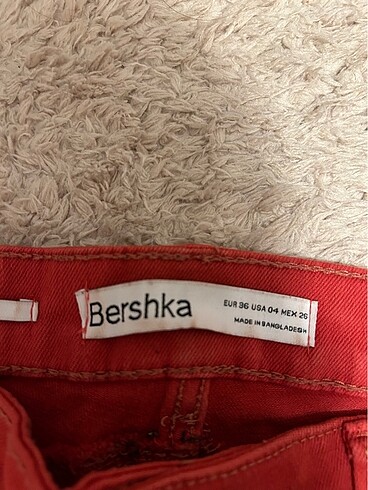 Bershka
EUR 36 USA 04 MEX 26
MADE IN BANGLADESH